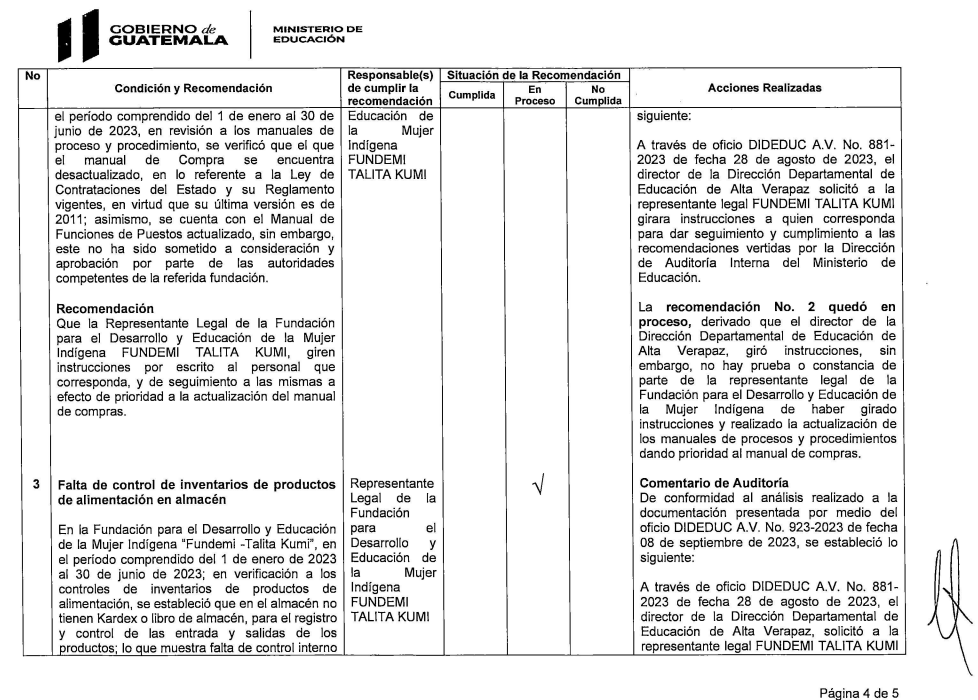 GOBIERNO de
GUATEMALA
MINISTERIO DE
EDUCACIÓN
No
Condición y Recomendación
Responsable(s)
de cumplir la
recomendación
Situación de la Recomendación
Cumplida
En
Proceso
No
Cumplida
Acciones Realizadas
el período comprendido del 1 de enero al 30 de
junio de 2023, en revisión a los manuales de
proceso y procedimiento, se verificó que el que
el manual de Compra se encuentra
desactualizado, en lo referente a la Ley de
Contrataciones del Estado y su Reglamento
vigentes, en virtud que su última versión es de
2011; asimismo, se cuenta con el Manual de
Funciones de Puestos actualizado, sin embargo,
este no ha sido sometido a consideración y
aprobación por parte de las autoridades
competentes de la referida fundación.
Recomendación
Que la Representante Legal de la Fundación
para el Desarrollo y Educación de la Mujer
Indígena FUNDEMI TALITA KUMI, giren
instrucciones por escrito al personal que
corresponda, y de seguimiento a las mismas a
efecto de prioridad a la actualización del manual
de compras.
Educación de
la Mujer
Indígena
FUNDEMI
TALITA KUMI
siguiente:
A través de oficio DIDEDUC A.V. No. 881-
2023 de fecha 28 de agosto de 2023, el
director de la Dirección Departamental de
Educación de Alta Verapaz solicitó a la
representante legal FUNDEMI TALITA KUMI
girara instrucciones a quien corresponda
para dar seguimiento y cumplimiento a las
recomendaciones vertidas por la Dirección
de Auditoría Interna del Ministerio de
Educación.
La recomendación No. 2 quedó en
proceso, derivado que el director de la
Dirección Departamental de Educación de
Alta Verapaz, giró instrucciones, sin
embargo, no hay prueba o constancia de
parte de la representante legal de la
Fundación para el Desarrollo y Educación de
la Mujer Indígena de haber girado
instrucciones y realizado la actualización de
los manuales de procesos y procedimientos
dando prioridad al manual de compras.
3
Falta de control de inventarios de productos
de alimentación en almacén
En la Fundación para el Desarrollo y Educación
de la Mujer Indígena "Fundemi -Talita Kumi", en
el período comprendido del 1 de enero de 2023
al 30 de junio de 2023; en verificación a los
controles de inventarios de productos de
alimentación, se estableció que en el almacén no
tienen Kardex o libro de almacén, para el registro
y control de las entrada y salidas de los
productos; lo que muestra falta de control interno
Representante
Legal de la
Fundación
para el
Desarrollo y
Educación de
la Mujer
Indígena
FUNDEMI
TALITA KUMI
√
Comentario de Auditoría
De conformidad al análisis realizado a la
documentación presentada por medio del
oficio DIDEDUC A.V. No. 923-2023 de fecha
08 de septiembre de 2023, se estableció lo
siguiente:
A través de oficio DIDEDUC A.V. No. 881-
2023 de fecha 28 de agosto de 2023, el
director de la Dirección Departamental de
Educación de Alta Verapaz, solicitó a la
representante legal FUNDEMI TALITA KUMI
Página 4 de 5